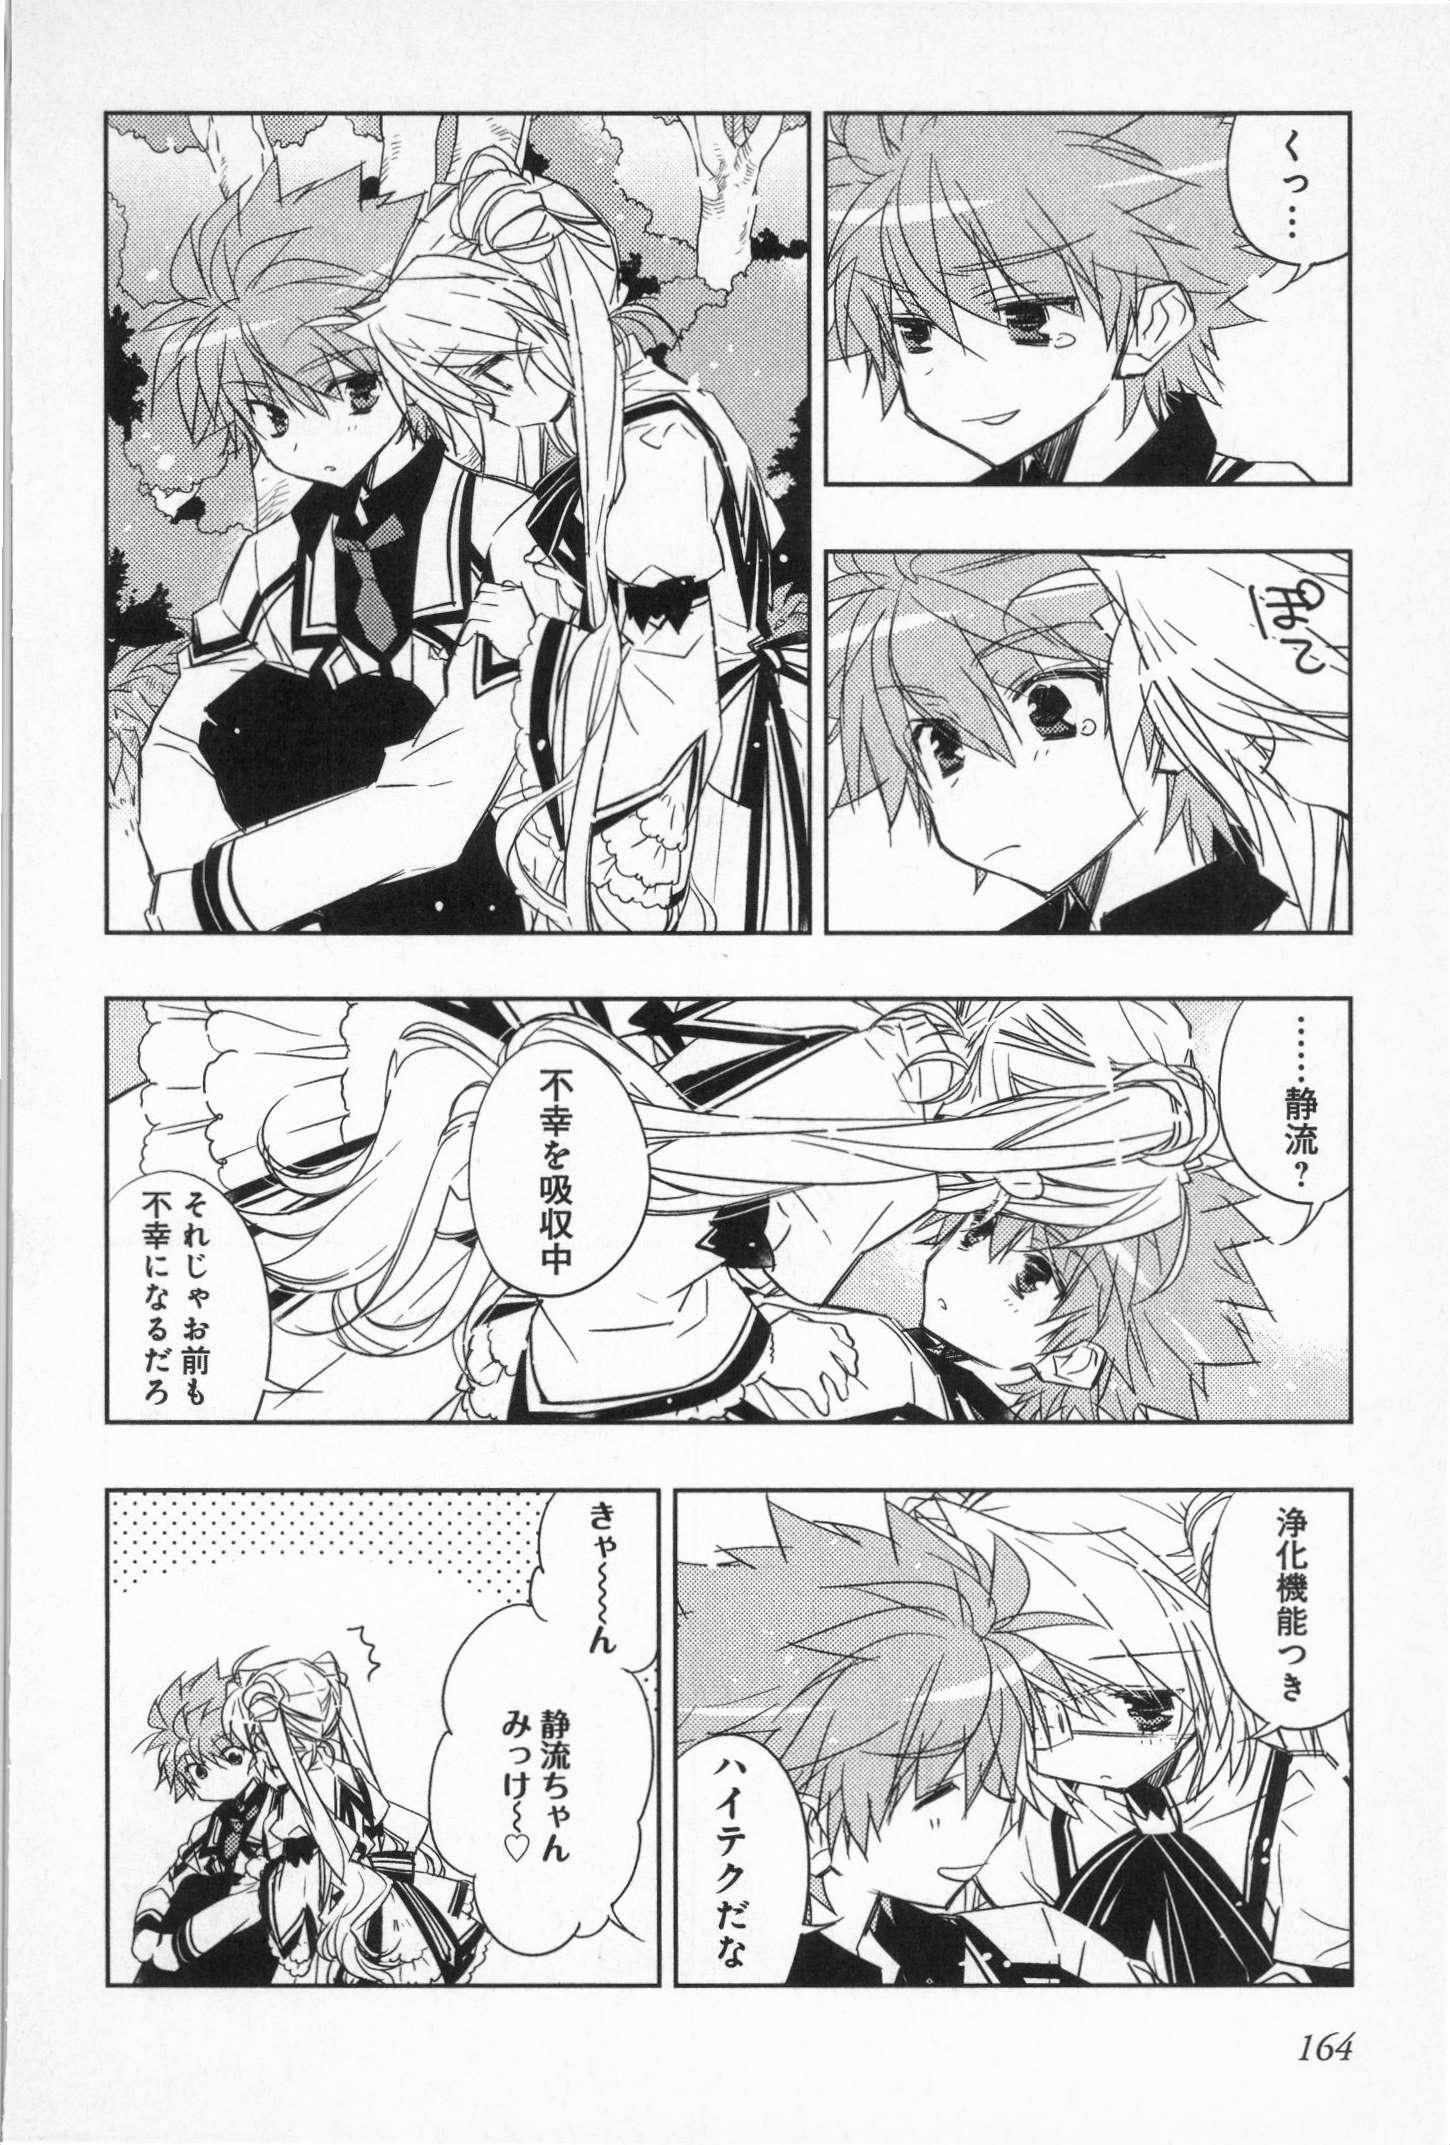 くっ…
ぽて
……静流？
不幸を吸収中
それじゃお前も
不幸になるだろ
浄化機能つき
ハイテクだな
きゃ～～～ん
静流ちゃん
みっけ～♡
164